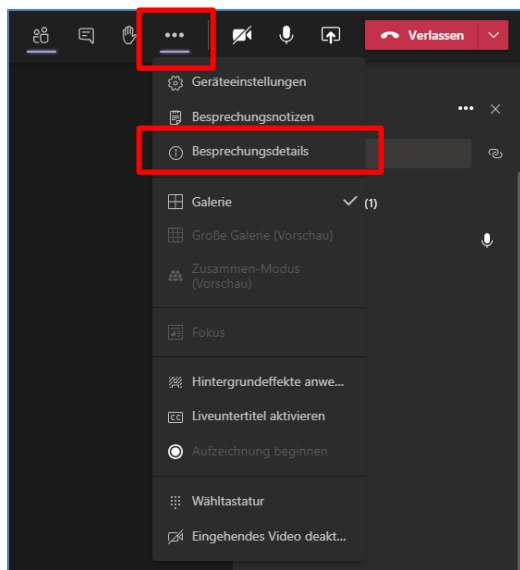 Verlassen
Geräteeinstellungen
Besprechungsnotizen
Besprechungsdetails
Galerie
(1)
Große Galerie (Vorschau)
Zusammen-Modus
(Vorschau)
Fokus
Hintergrundeffekte anwe...
CC Liveuntertitel aktivieren
Aufzeichnung beginnen
Wähltastatur
Eingehendes Video deakt...